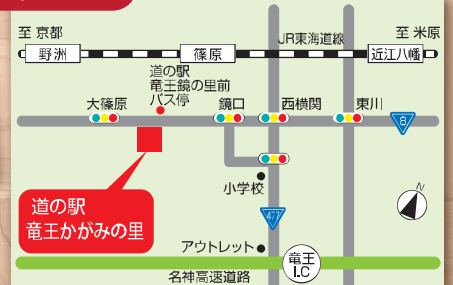 至 京都
至 米原
JR東海道線
野洲
篠原
近江八幡
道の駅
竜王鏡の里前
バス停
大篠原
鏡口
西横関
東川
8
小学校
N
道の駅
竜王かがみの里
477
アウトレット
竜王
I.C
名神高速道路